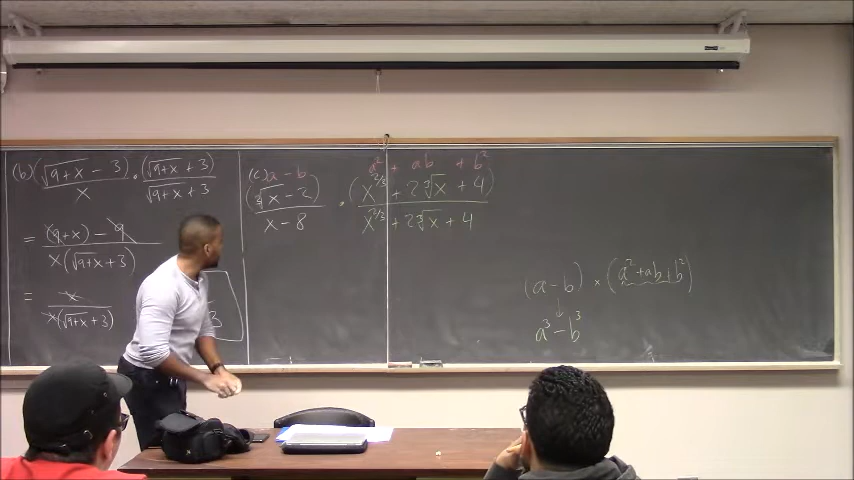 (b) (√(9+x) - 3)/x • (√(9+x) + 3)/(√(9+x) + 3)
= ((9+x) - 9)/(x(√(9+x) + 3))
= x/(x(√(9+x) + 3))
3
(c) a - b a² + ab + b²
(∛x - 2)/(x - 8) • (x^(2/3) + 2∛x + 4)/(x^(2/3) + 2∛x + 4)
(a - b) × (a² + ab + b²)
↓
a³ - b³